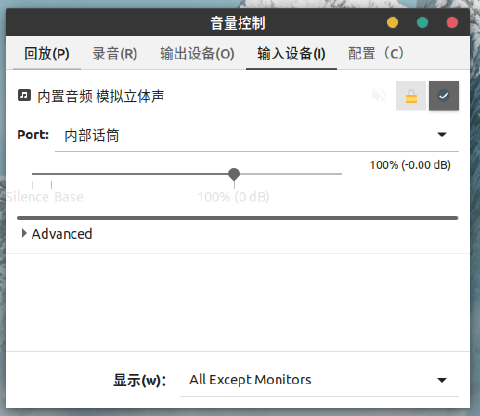 音量控制
回放(P) 录音(R) 输出设备(O) 输入设备(I) 配置（C）
内置音频 模拟立体声
Port: 内部话筒
100% (-0.00 dB)
Silence Base 100% (0 dB)
Advanced
显示(w)： All Except Monitors